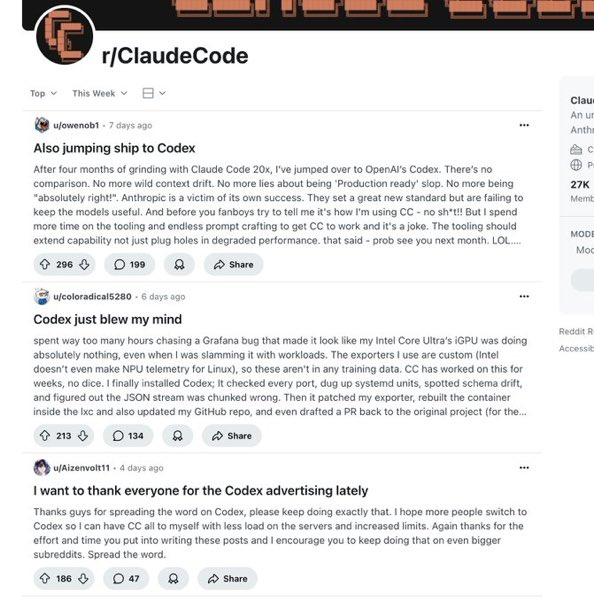 r/ClaudeCode
Top
This Week
u/owenob1 • 7 days ago
Also jumping ship to Codex
After four months of grinding with Claude Code 20x, I've jumped over to OpenAI's Codex. There's no
comparison. No more wild context drift. No more lies about being 'Production ready' slop. No more being
"absolutely right!". Anthropic is a victim of its own success. They set a great new standard but are failing to
keep the models useful. And before you fanboys try to tell me it's how I'm using CC - no sh*t!! But I spend
more time on the tooling and endless prompt crafting to get CC to work and it's a joke. The tooling should
extend capability not just plug holes in degraded performance. that said - prob see you next month. LOL....
296
199
Share
u/coloradical5280 • 6 days ago
Codex just blew my mind
spent way too many hours chasing a Grafana bug that made it look like my Intel Core Ultra's iGPU was doing
absolutely nothing, even when I was slamming it with workloads. The exporters I use are custom (Intel
doesn't even make NPU telemetry for Linux), so these aren't in any training data. CC has worked on this for
weeks, no dice. I finally installed Codex; It checked every port, dug up systemd units, spotted schema drift,
and figured out the JSON stream was chunked wrong. Then it patched my exporter, rebuilt the container
inside the lxc and also updated my GitHub repo, and even drafted a PR back to the original project (for the...
213
134
Share
u/Aizenvolt11 • 4 days ago
I want to thank everyone for the Codex advertising lately
Thanks guys for spreading the word on Codex, please keep doing exactly that. I hope more people switch to
Codex so I can have CC all to myself with less load on the servers and increased limits. Again thanks for the
effort and time you put into writing these posts and I encourage you to keep doing that on even bigger
subreddits. Spread the word.
186
47
Share
Clau
An ur
Anthr
C
P
27K
Memb
MODE
Moc
Reddit R
Accessib